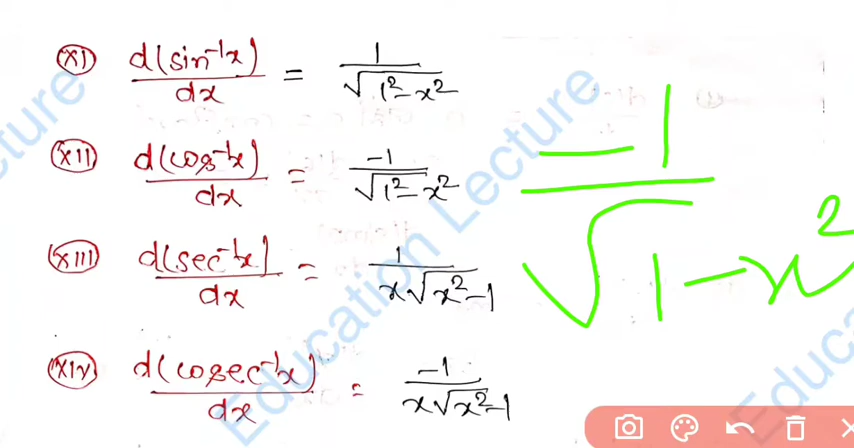 (XI) d(sin⁻¹x)/dx = 1/√(1²-x²)
(XII) d(cos⁻¹x)/dx = -1/√(1²-x²)
(XIII) d(sec⁻¹x)/dx = 1/x√(x²-1)
(XIV) d(cosec⁻¹x)/dx = -1/x√(x²-1)
-1/√(1-x²)
Education Lecture